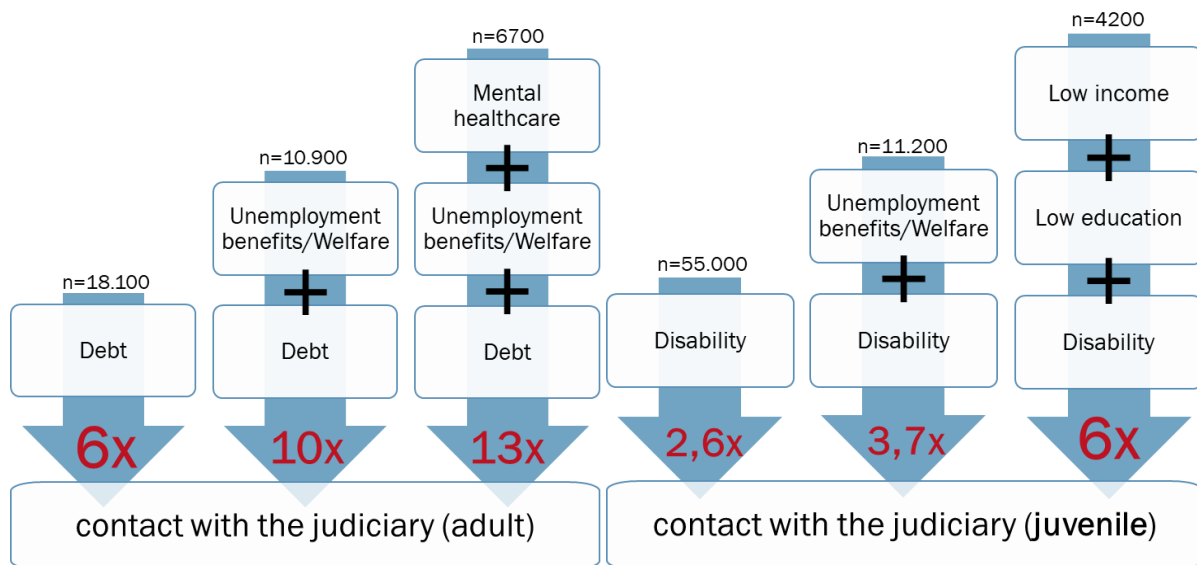 n=18.100
Debt
6x
n=10.900
Unemployment
benefits/Welfare
+
Debt
10x
n=6700
Mental
healthcare
+
Unemployment
benefits/Welfare
+
Debt
13x
contact with the judiciary (adult)
n=55.000
Disability
2,6x
n=11.200
Unemployment
benefits/Welfare
+
Disability
3,7x
n=4200
Low income
+
Low education
+
Disability
6x
contact with the judiciary (juvenile)